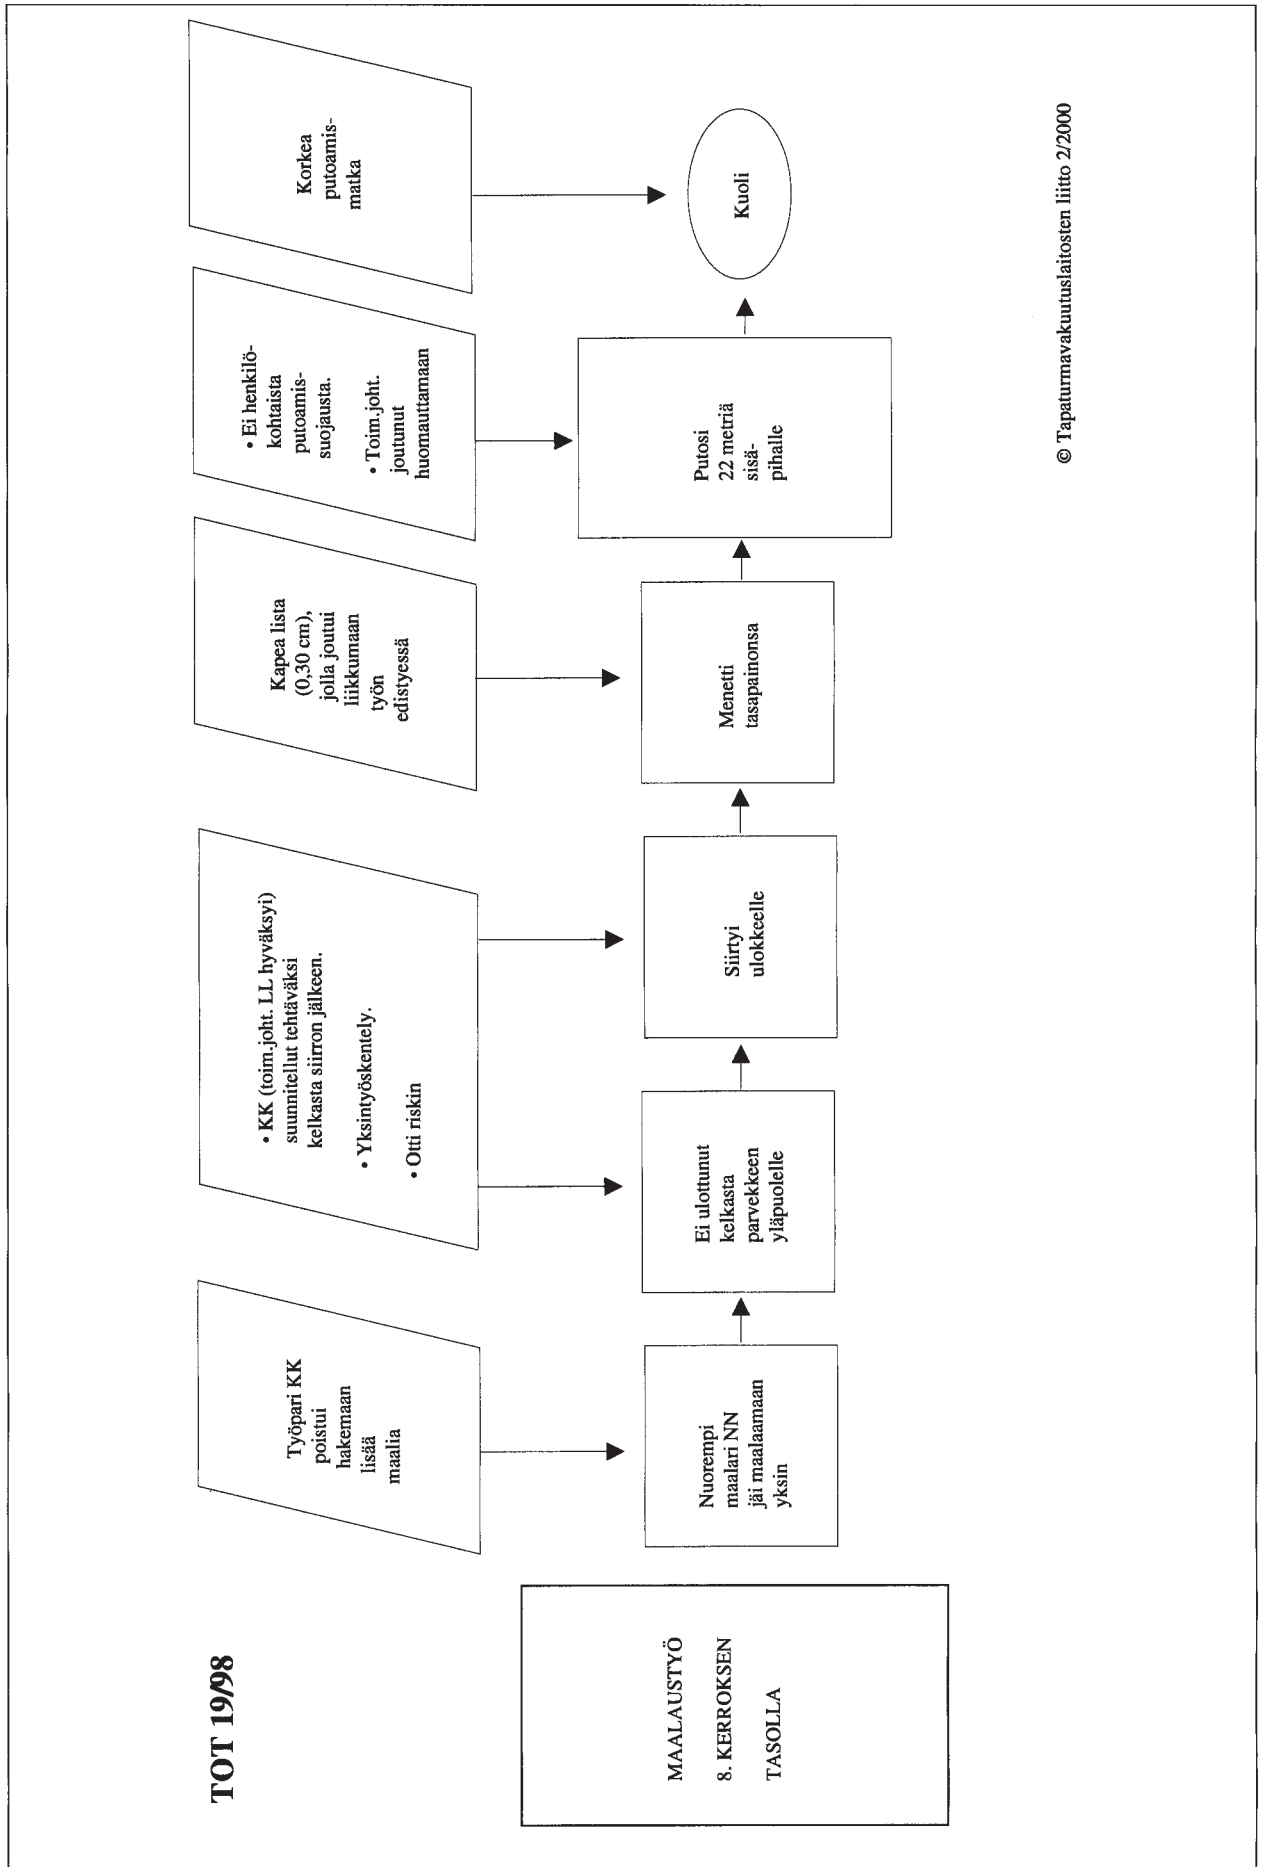 TOT 19/98
MAALAUSTYÖ
8. KERROKSEN
TASOLLA
Työpari KK
poistui
hakemaan
lisää
maalia
Nuorempi
maalari NN
jäi maalaamaan
yksin
• KK (toim.joht. LL hyväksyi)
suunnitellut tehtäväksi
kelkasta siirron jälkeen.
• Yksintyöskentely.
• Otti riskin
Ei ulottunut
kelkasta
parvekkeen
yläpuolelle
Siirtyi
ulokkeelle
Kapea lista
(0,30 cm),
jolla joutui
liikkumaan
työn
edistyessä
Menetti
tasapainonsa
• Ei henkilö-
kohtaista
putoamis-
suojausta.
• Toim.joht.
joutunut
huomauttamaan
Putosi
22 metriä
sisä-
pihalle
Korkea
putoamis-
matka
Kuoli
© Tapaturmavakuutuslaitosten liitto 2/2000